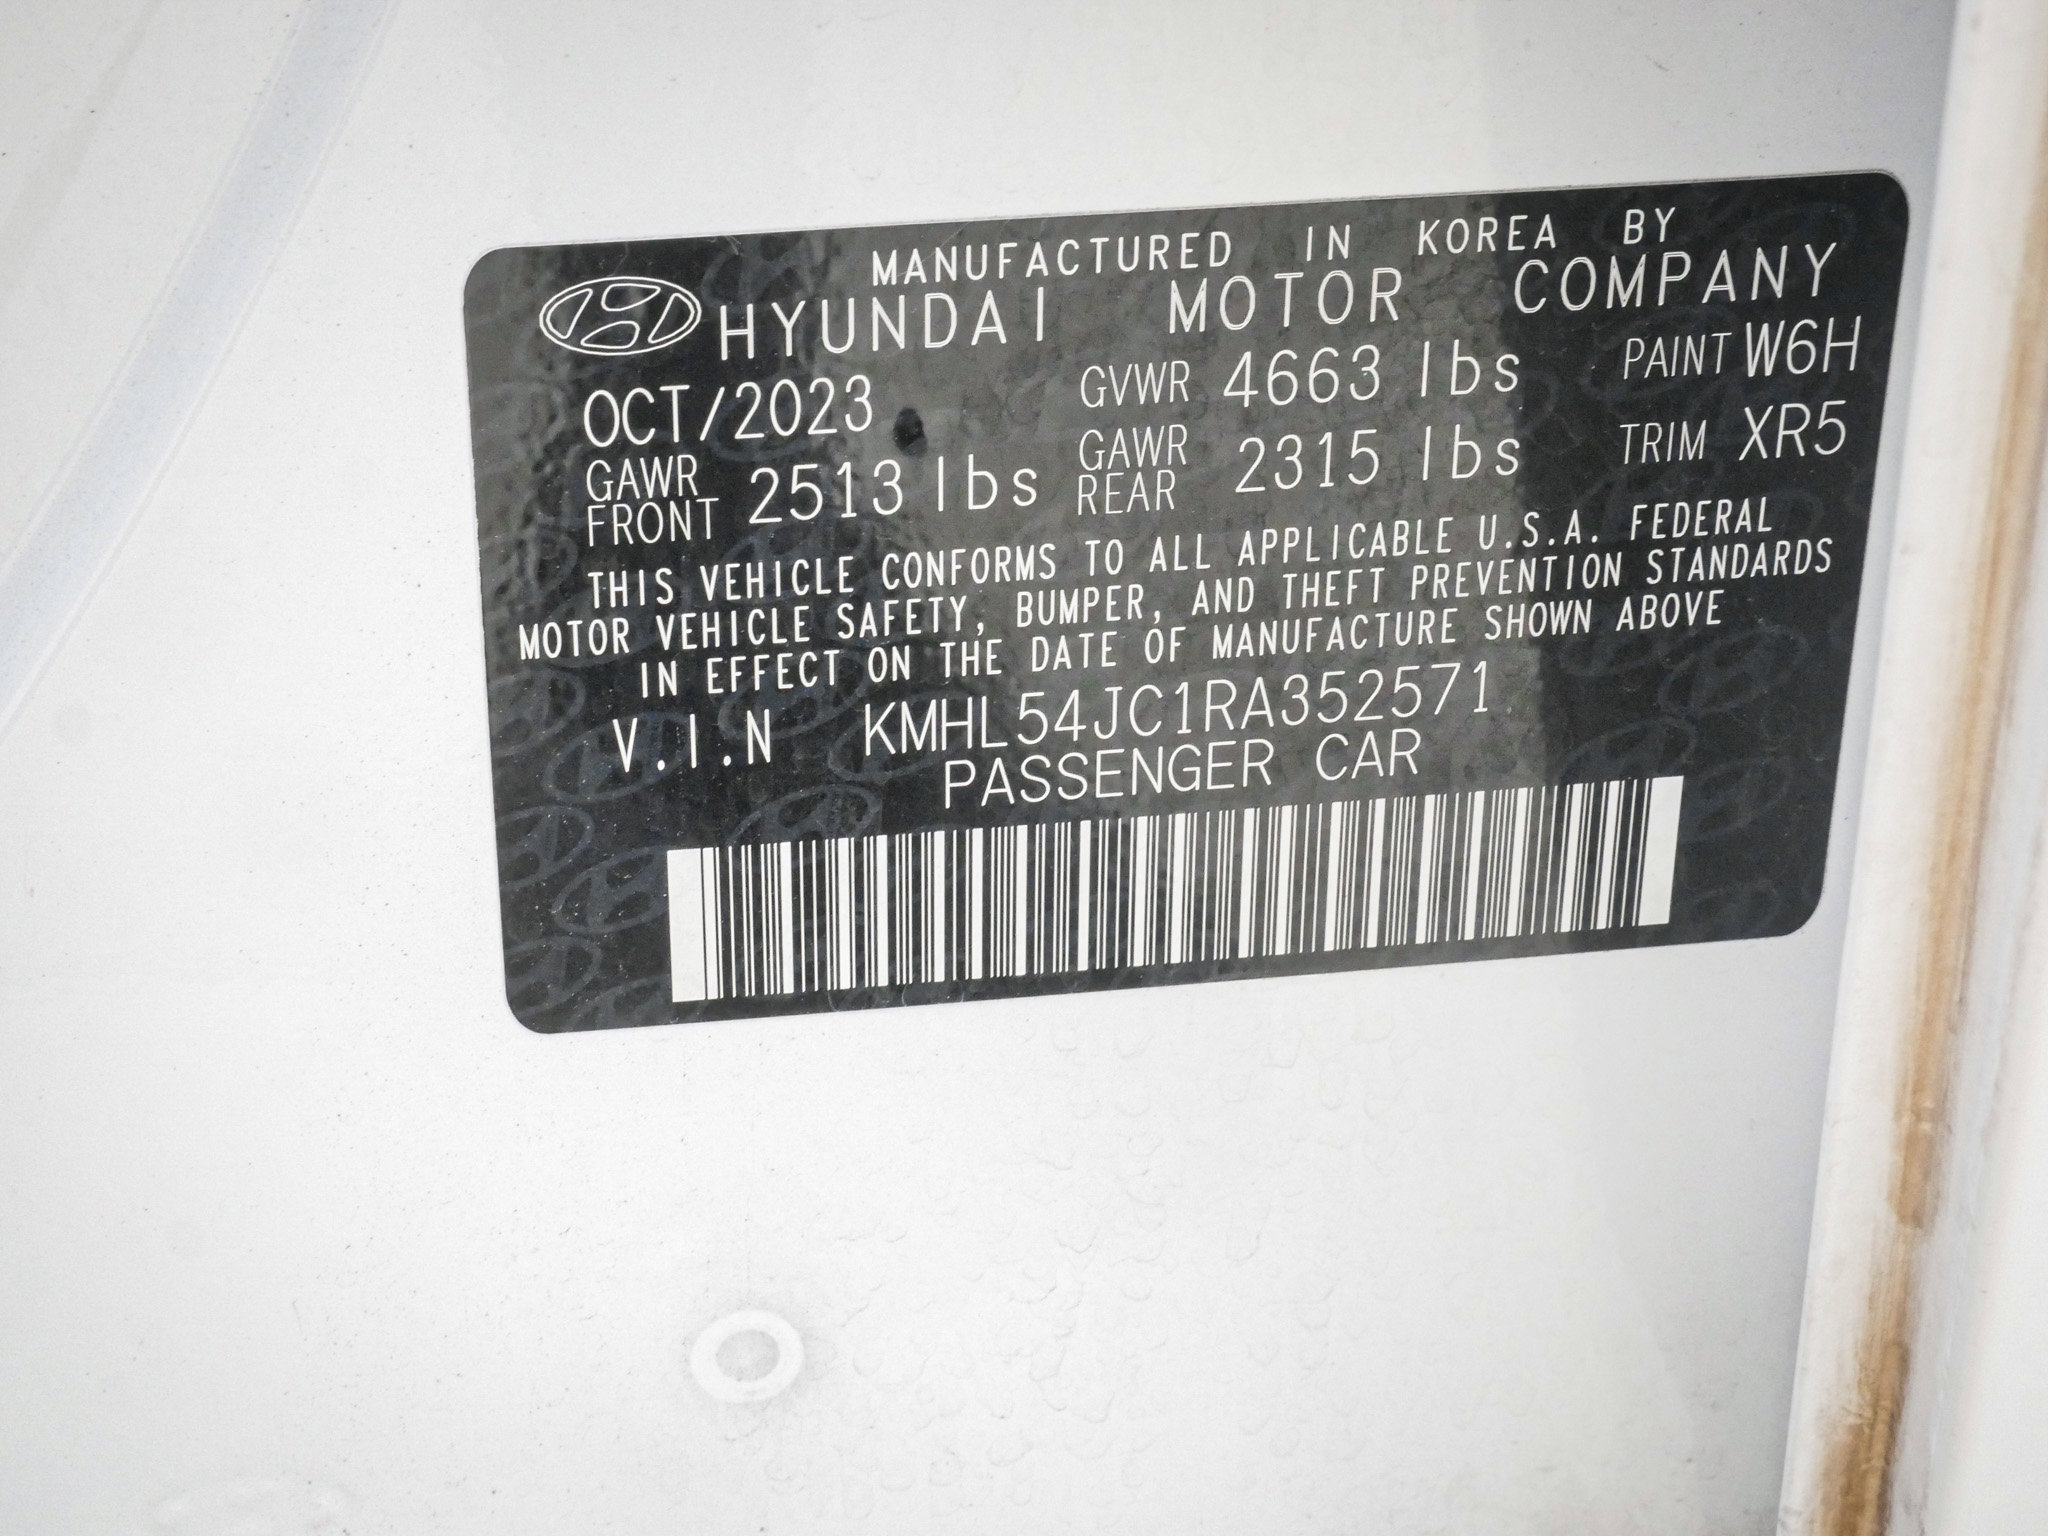 MANUFACTURED IN KOREA BY
HYUNDAI MOTOR COMPANY
OCT/2023 GVWR 4663 lbs PAINT W6H
GAWR FRONT 2513 lbs GAWR REAR 2315 lbs TRIM XR5
THIS VEHICLE CONFORMS TO ALL APPLICABLE U.S.A. FEDERAL
MOTOR VEHICLE SAFETY, BUMPER, AND THEFT PREVENTION STANDARDS
IN EFFECT ON THE DATE OF MANUFACTURE SHOWN ABOVE
V.I.N KMHL54JC1RA352571
PASSENGER CAR